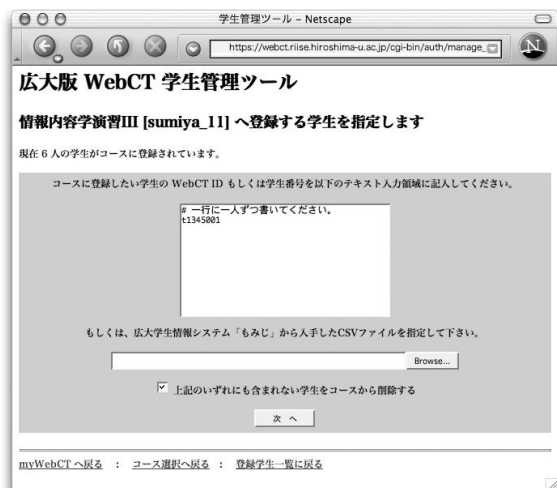 学生管理ツール – Netscape
https://webct.riise.hiroshima-u.ac.jp/cgi-bin/auth/manage_
N
広大版 WebCT 学生管理ツール
情報内容学演習III [sumiya_11] へ登録する学生を指定します
現在 6 人の学生がコースに登録されています。
コースに登録したい学生の WebCT ID もしくは学生番号を以下のテキスト入力領域に記入してください。
# 一行に一人ずつ書いてください。
t1345001
もしくは、広大学生情報システム「もみじ」から入手したCSVファイルを指定して下さい。
Browse...
上記のいずれにも含まれない学生をコースから削除する
次 へ
myWebCT へ戻る : コース選択へ戻る : 登録学生一覧に戻る